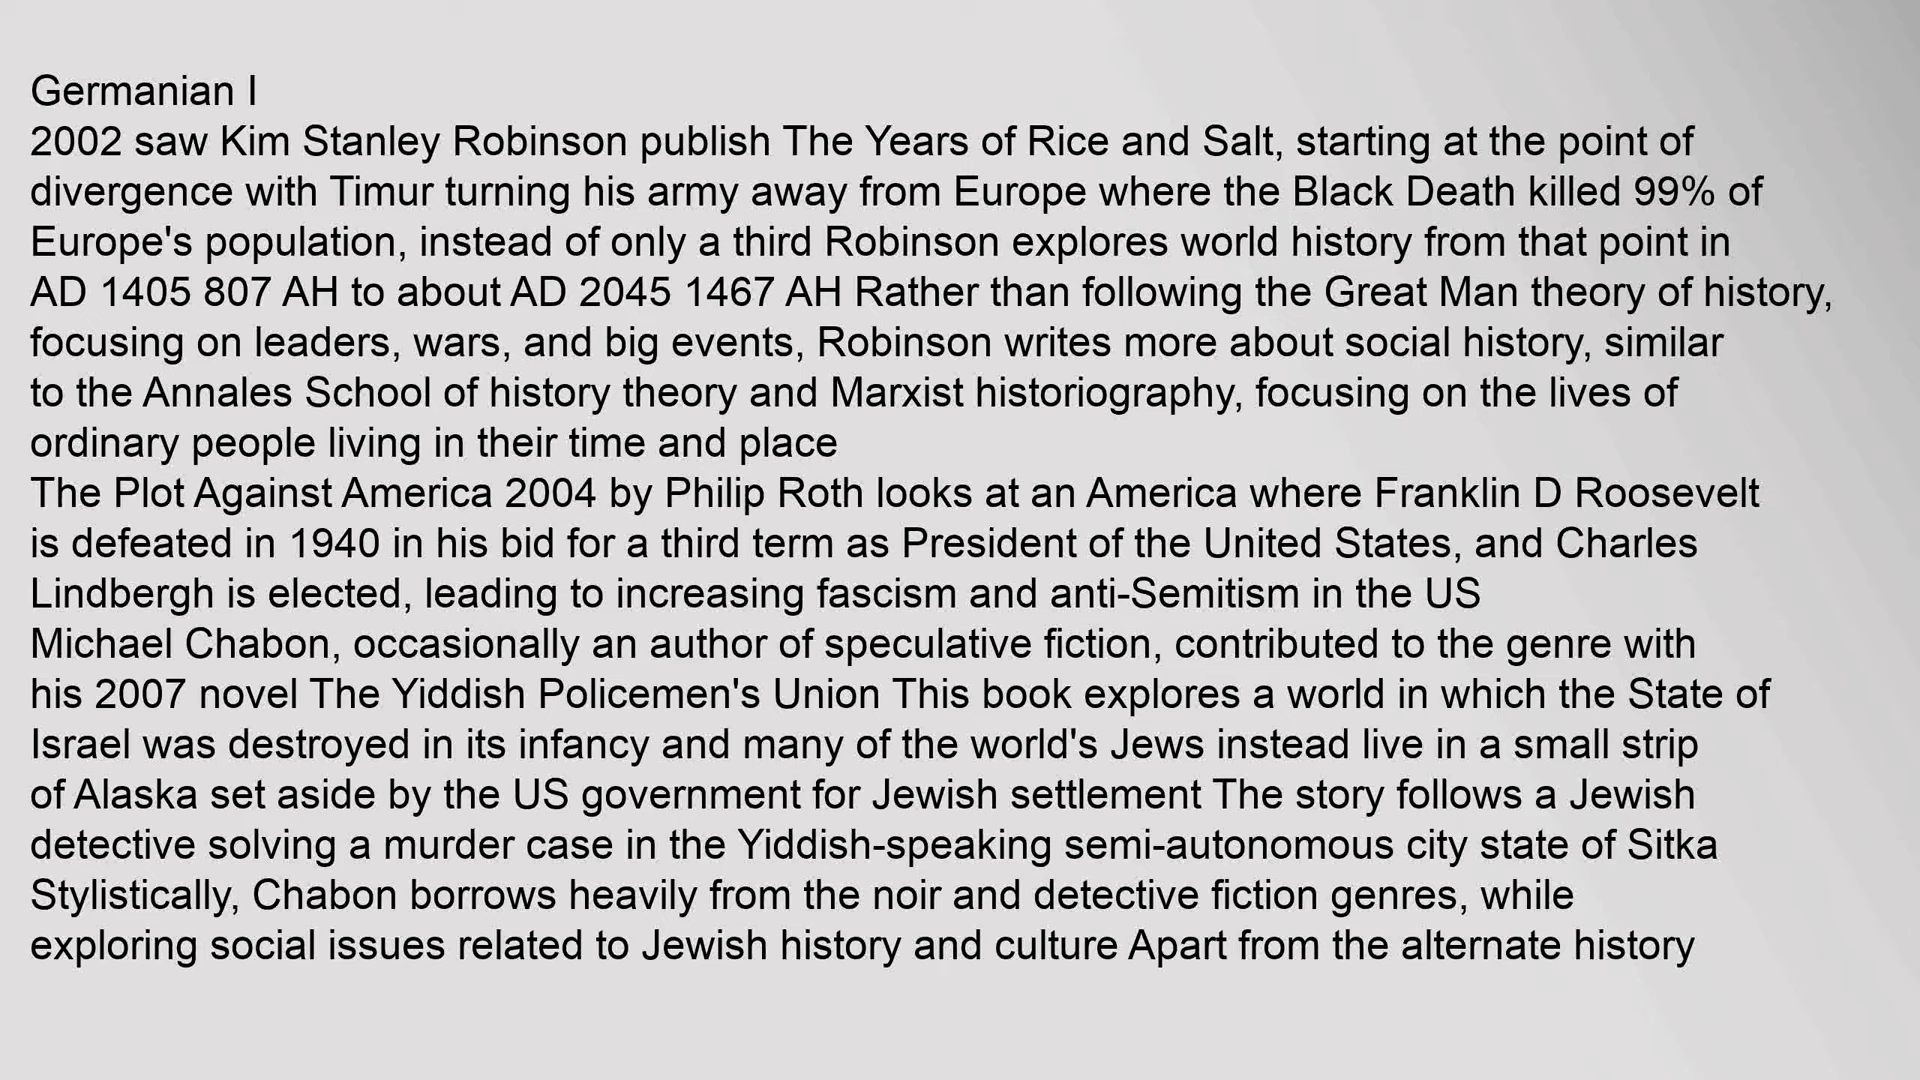 Germanian I
2002 saw Kim Stanley Robinson publish The Years of Rice and Salt, starting at the point of
divergence with Timur turning his army away from Europe where the Black Death killed 99% of
Europe's population, instead of only a third Robinson explores world history from that point in
AD 1405 807 AH to about AD 2045 1467 AH Rather than following the Great Man theory of history,
focusing on leaders, wars, and big events, Robinson writes more about social history, similar
to the Annales School of history theory and Marxist historiography, focusing on the lives of
ordinary people living in their time and place
The Plot Against America 2004 by Philip Roth looks at an America where Franklin D Roosevelt
is defeated in 1940 in his bid for a third term as President of the United States, and Charles
Lindbergh is elected, leading to increasing fascism and anti-Semitism in the US
Michael Chabon, occasionally an author of speculative fiction, contributed to the genre with
his 2007 novel The Yiddish Policemen's Union This book explores a world in which the State of
Israel was destroyed in its infancy and many of the world's Jews instead live in a small strip
of Alaska set aside by the US government for Jewish settlement The story follows a Jewish
detective solving a murder case in the Yiddish-speaking semi-autonomous city state of Sitka
Stylistically, Chabon borrows heavily from the noir and detective fiction genres, while
exploring social issues related to Jewish history and culture Apart from the alternate history